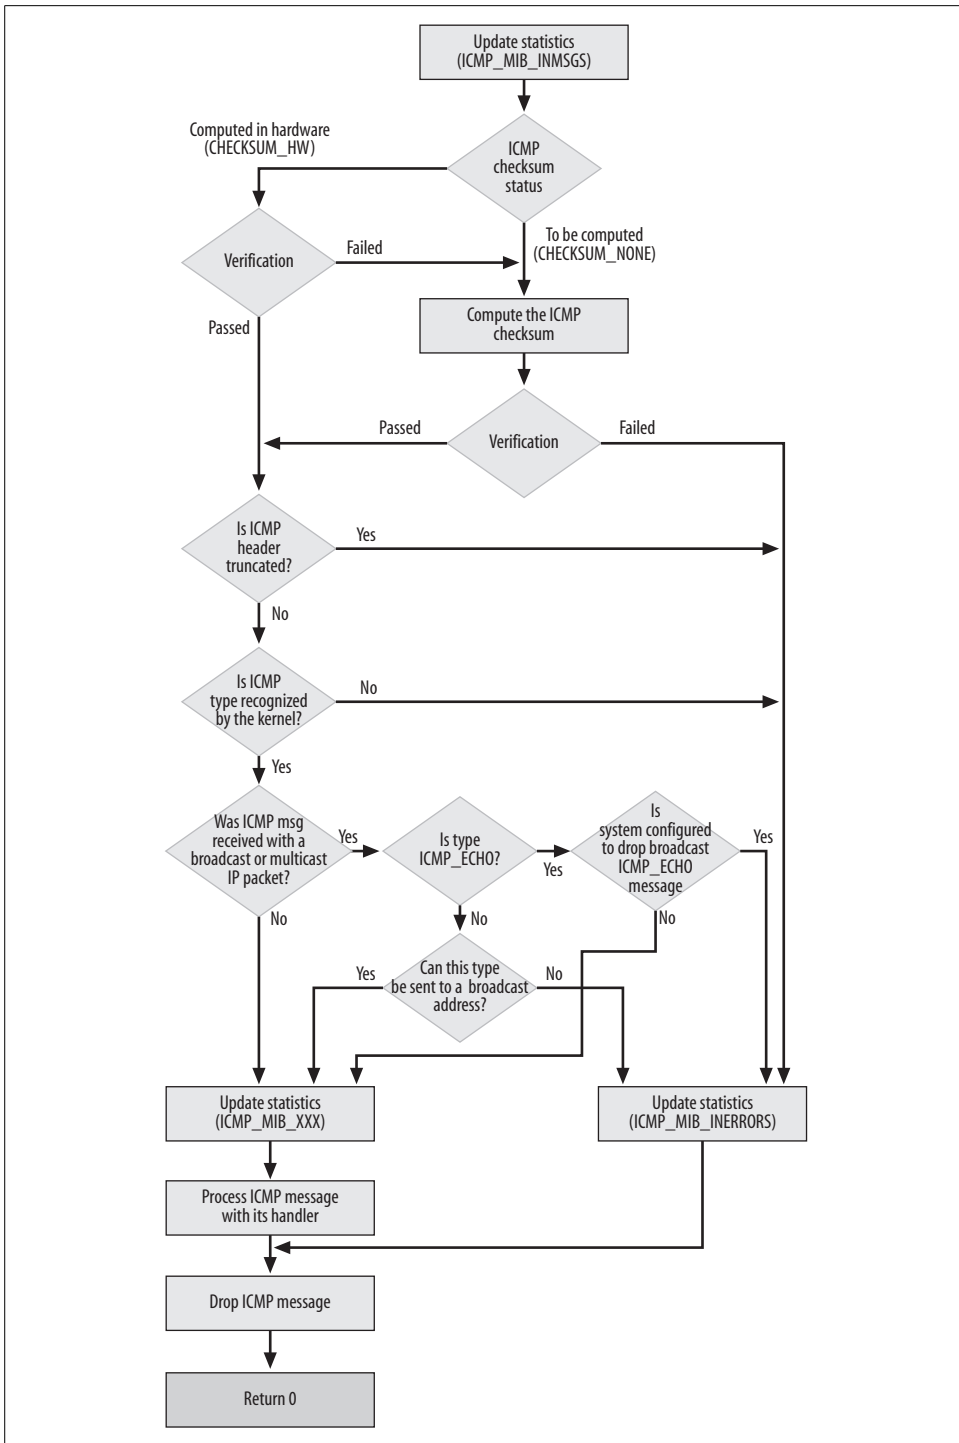 Update statistics
(ICMP_MIB_INMSGS)
Computed in hardware
(CHECKSUM_HW)
ICMP
checksum
status
To be computed
(CHECKSUM_NONE)
Verification
Failed
Passed
Compute the ICMP
checksum
Passed
Verification
Failed
Is ICMP
header
truncated?
Yes
No
Is ICMP
type recognized
by the kernel?
No
Yes
Was ICMP msg
received with a
broadcast or multicast
IP packet?
Yes
No
Is type
ICMP_ECHO?
Yes
No
Is
system configured
to drop broadcast
ICMP_ECHO
message
Yes
No
Yes
Can this type
be sent to a broadcast
address?
No
Update statistics
(ICMP_MIB_XXX)
Update statistics
(ICMP_MIB_INERRORS)
Process ICMP message
with its handler
Drop ICMP message
Return 0